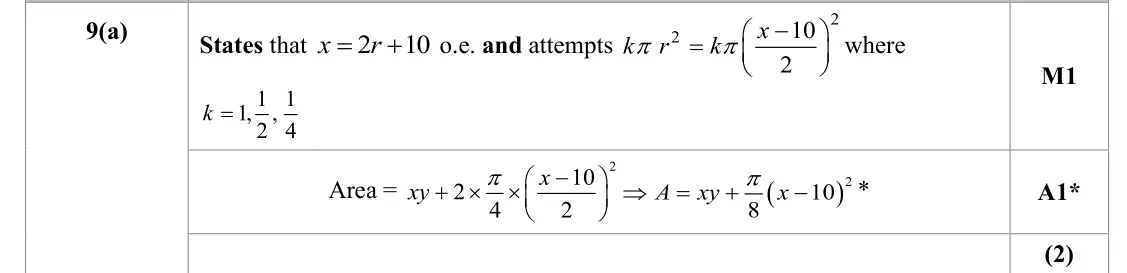 9(a)
States that x = 2r + 10 o.e. and attempts kπ r² = kπ((x − 10)/2)² where
k = 1, 1/2, 1/4
M1
Area = xy + 2 × π/4 × ((x − 10)/2)² ⇒ A = xy + π/8 (x − 10)² *
A1*
(2)